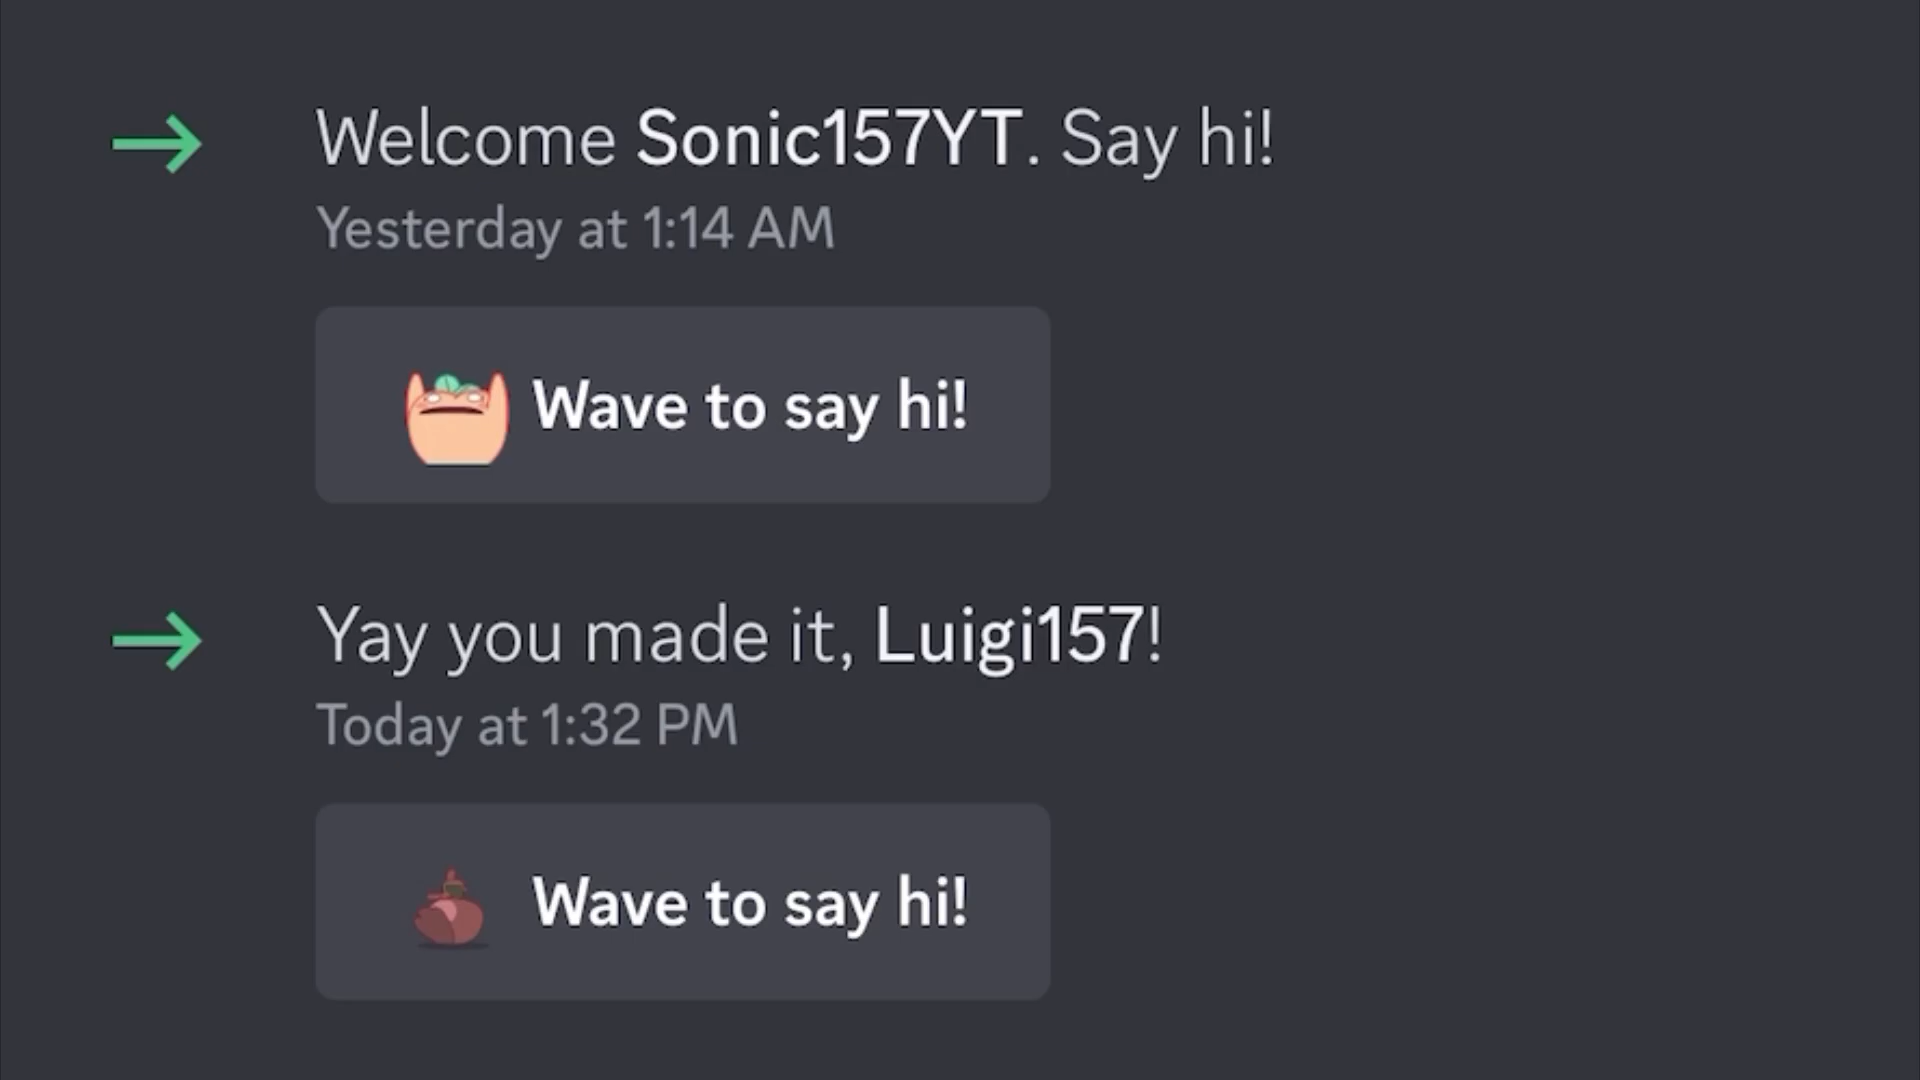 Welcome Sonic157YT. Say hi!
Yesterday at 1:14 AM
Wave to say hi!
Yay you made it, Luigi157!
Today at 1:32 PM
Wave to say hi!